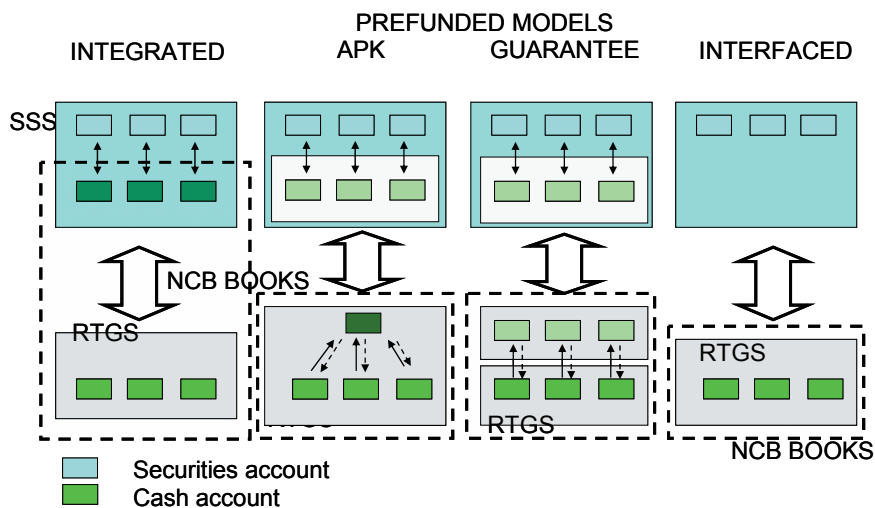 PREFUNDED MODELS
INTEGRATED APK GUARANTEE INTERFACED
SSS
NCB BOOKS
RTGS
RTGS
RTGS
NCB BOOKS
Securities account
Cash account